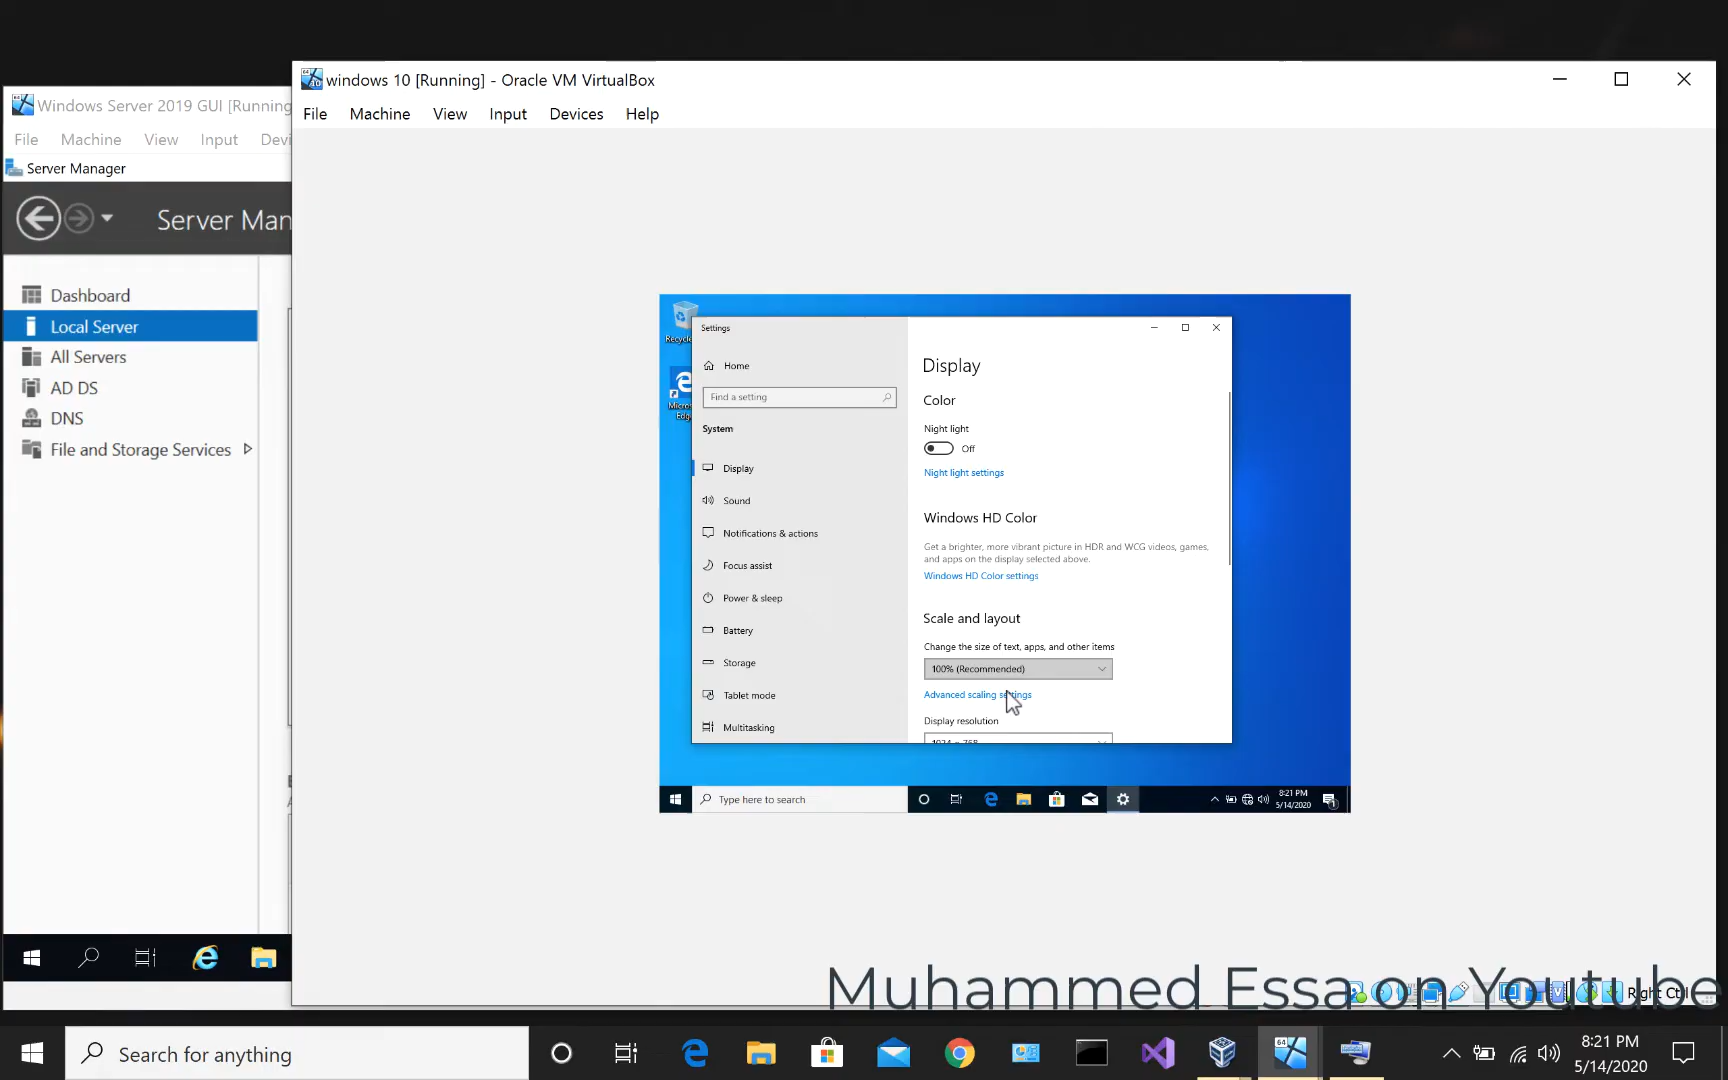 windows 10 [Running] - Oracle VM VirtualBox
File Machine View Input Devices Help
Windows Server 2019 GUI [Running
File Machine View Input Devi
Server Manager
Server Man
Dashboard
Local Server
All Servers
AD DS
DNS
File and Storage Services
Settings
Home
Find a setting
System
Display
Sound
Notifications & actions
Focus assist
Power & sleep
Battery
Storage
Tablet mode
Multitasking
Display
Color
Night light
Off
Night light settings
Windows HD Color
Get a brighter, more vibrant picture in HDR and WCG videos, games,
and apps on the display selected above.
Windows HD Color settings
Scale and layout
Change the size of text, apps, and other items
100% (Recommended)
Advanced scaling settings
Display resolution
1024 × 768
Recycle
Micros
Edg
Type here to search
8:21 PM
5/14/2020
Muhammed Essa on Youtube
Right Ctrl
Search for anything
8:21 PM
5/14/2020